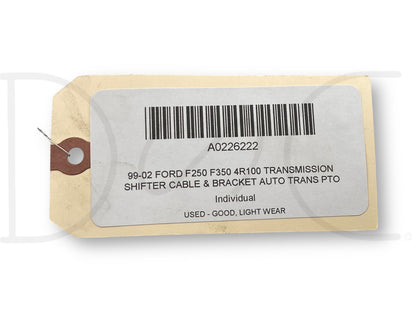 A0226222
99-02 FORD F250 F350 4R100 TRANSMISSION
SHIFTER CABLE & BRACKET AUTO TRANS PTO
Individual
USED - GOOD, LIGHT WEAR